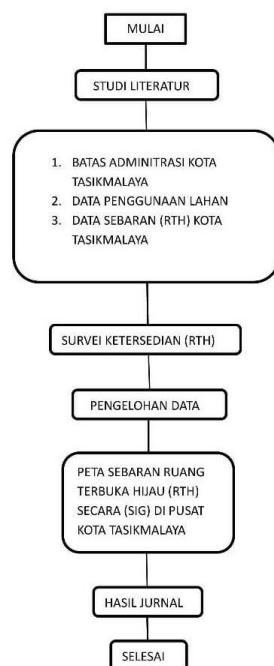 MULAI
STUDI LITERATUR
1. BATAS ADMINITRASI KOTA
TASIKMALAYA
2. DATA PENGGUNAAN LAHAN
3. DATA SEBARAN (RTH) KOTA
TASIKMALAYA
SURVEI KETERSEDIAN (RTH)
PENGELOHAN DATA
PETA SEBARAN RUANG
TERBUKA HIJAU (RTH)
SECARA (SIG) DI PUSAT
KOTA TASIKMALAYA
HASIL JURNAL
SELESAI